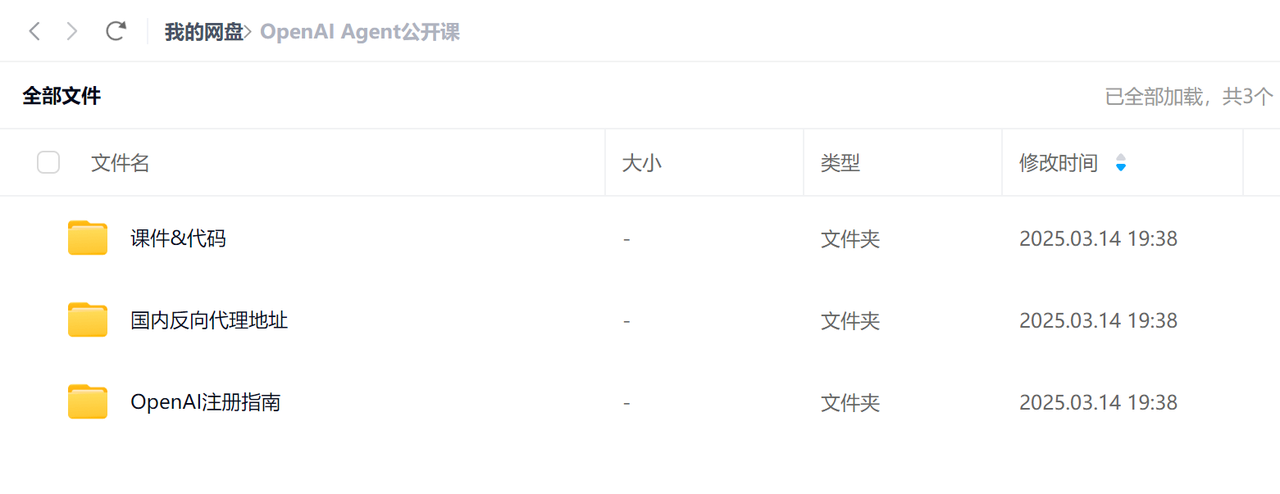 我的网盘> OpenAI Agent公开课
全部文件 已全部加载，共3个
文件名 大小 类型 修改时间
课件&代码 - 文件夹 2025.03.14 19:38
国内反向代理地址 - 文件夹 2025.03.14 19:38
OpenAI注册指南 - 文件夹 2025.03.14 19:38